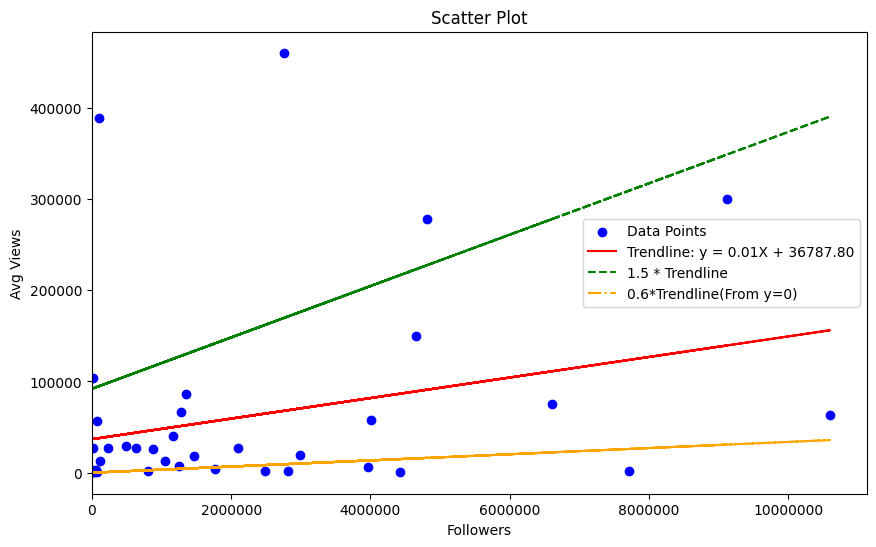 Scatter Plot
Avg Views
400000
300000
200000
100000
0
Data Points
Trendline: y = 0.01X + 36787.80
1.5 * Trendline
0.6*Trendline(From y=0)
0 2000000 4000000 6000000 8000000 10000000
Followers